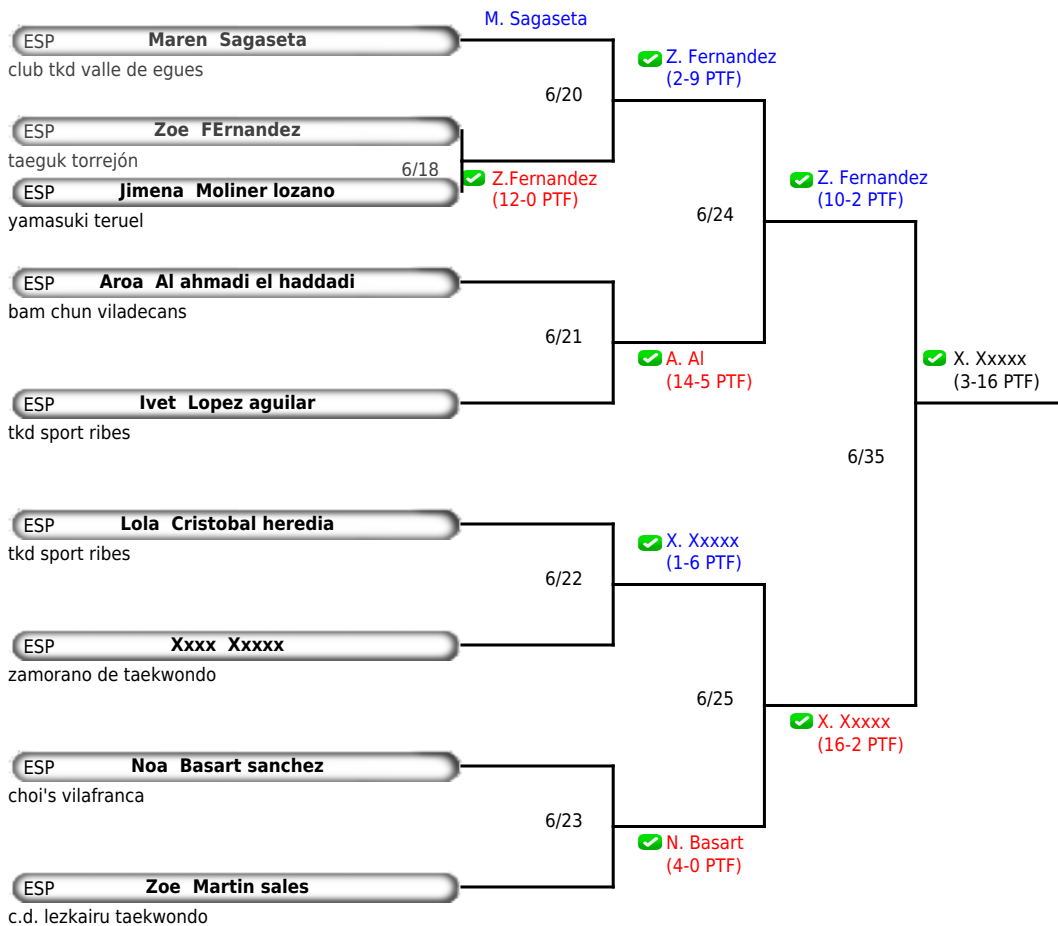 M. Sagaseta
ESP Maren Sagaseta
club tkd valle de egues
Z. Fernandez
(2-9 PTF)
6/20
ESP Zoe FErnandez
taeguk torrejón
6/18
Z.Fernandez
(12-0 PTF)
ESP Jimena Moliner lozano
yamasuki teruel
Z. Fernandez
(10-2 PTF)
6/24
ESP Aroa Al ahmadi el haddadi
bam chun viladecans
6/21
A. Al
(14-5 PTF)
X. Xxxxx
(3-16 PTF)
ESP Ivet Lopez aguilar
tkd sport ribes
6/35
ESP Lola Cristobal heredia
tkd sport ribes
X. Xxxxx
(1-6 PTF)
6/22
ESP Xxxx Xxxxx
zamorano de taekwondo
6/25
X. Xxxxx
(16-2 PTF)
ESP Noa Basart sanchez
choi's vilafranca
6/23
N. Basart
(4-0 PTF)
ESP Zoe Martin sales
c.d. lezkairu taekwondo